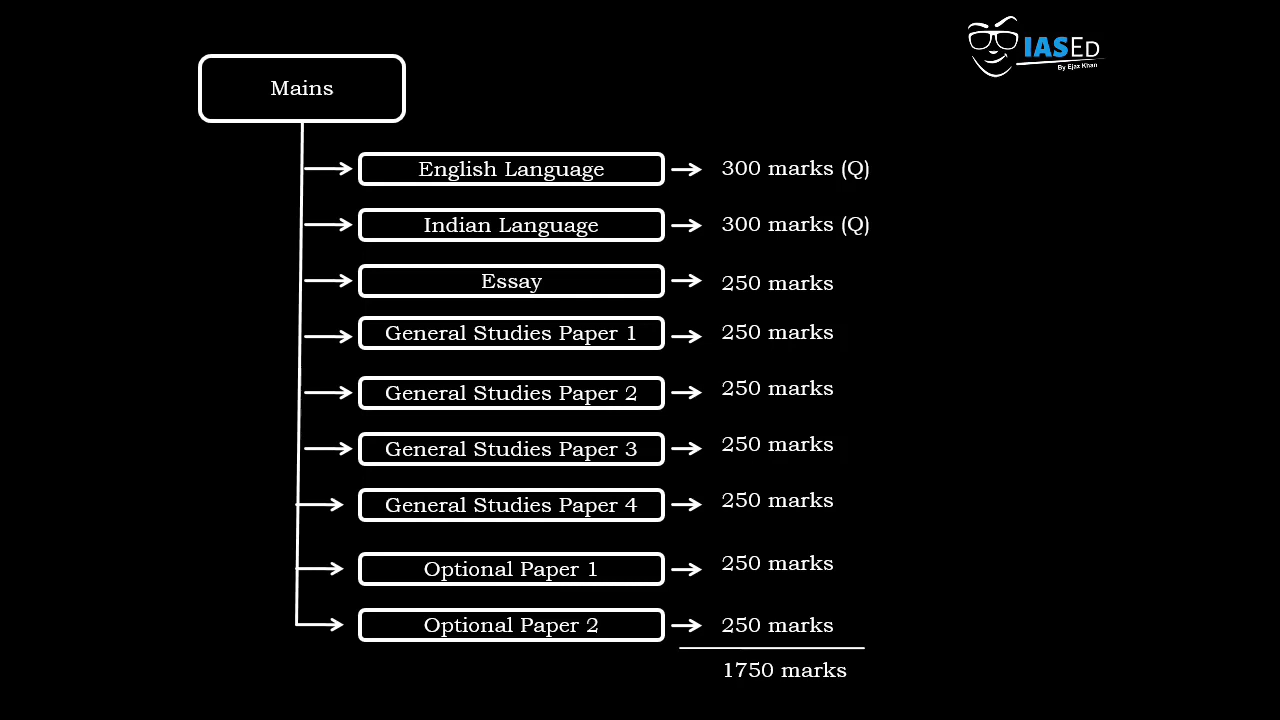 IASED
By Ejaz Khan
Mains
English Language 300 marks (Q)
Indian Language 300 marks (Q)
Essay 250 marks
General Studies Paper 1 250 marks
General Studies Paper 2 250 marks
General Studies Paper 3 250 marks
General Studies Paper 4 250 marks
Optional Paper 1 250 marks
Optional Paper 2 250 marks
1750 marks